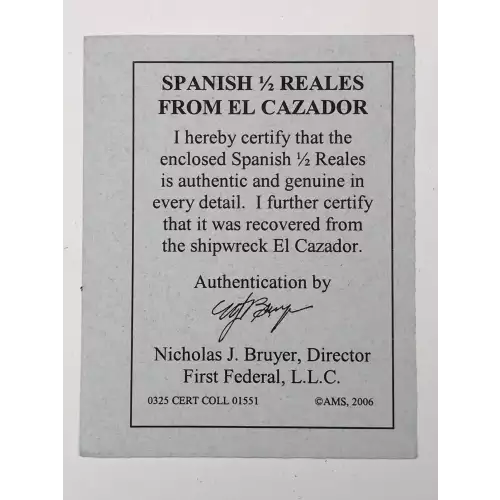 SPANISH ½ REALES
FROM EL CAZADOR
I hereby certify that the
enclosed Spanish ½ Reales
is authentic and genuine in
every detail. I further certify
that it was recovered from
the shipwreck El Cazador.
Authentication by
Nicholas J. Bruyer, Director
First Federal, L.L.C.
0325 CERT COLL 01551 ©AMS, 2006